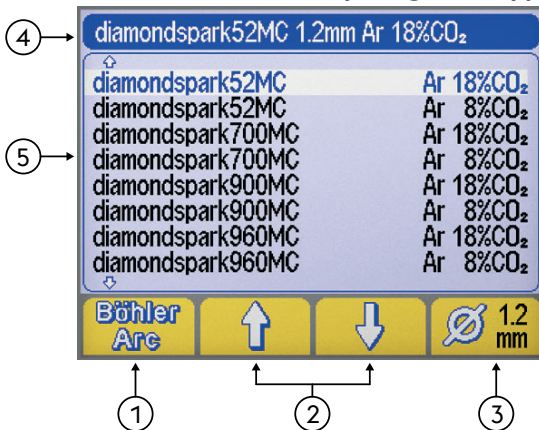 4
diamondspark52MC 1.2mm Ar 18%CO₂
diamondspark52MC Ar 18%CO₂
diamondspark52MC Ar 8%CO₂
5
diamondspark700MC Ar 18%CO₂
diamondspark700MC Ar 8%CO₂
diamondspark900MC Ar 18%CO₂
diamondspark900MC Ar 8%CO₂
diamondspark960MC Ar 18%CO₂
diamondspark960MC Ar 8%CO₂
Böhler
Arc
1.2
mm
1
2
3